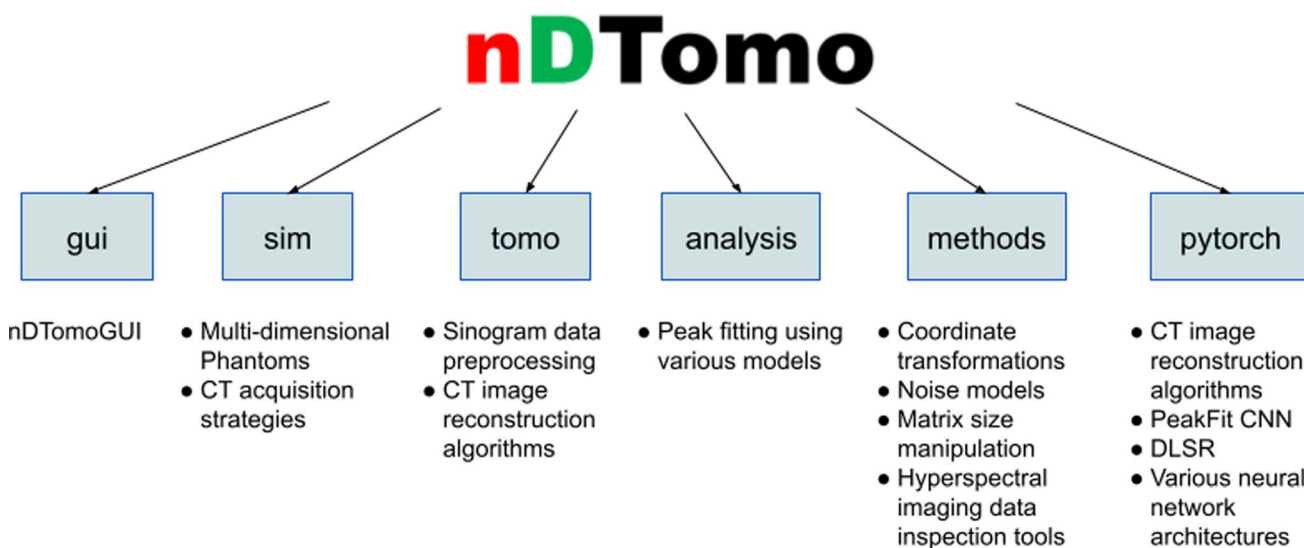 nDTomo
gui
sim
tomo
analysis
methods
pytorch
nDTomoGUI
● Multi-dimensional
Phantoms
● CT acquisition
strategies
● Sinogram data
preprocessing
● CT image
reconstruction
algorithms
● Peak fitting using
various models
● Coordinate
transformations
● Noise models
● Matrix size
manipulation
● Hyperspectral
imaging data
inspection tools
● CT image
reconstruction
algorithms
● PeakFit CNN
● DLSR
● Various neural
network
architectures